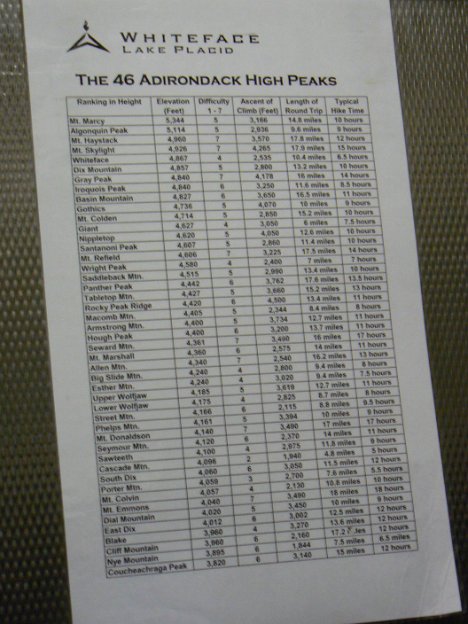 WHITEFACE
LAKE PLACID
THE 46 ADIRONDACK HIGH PEAKS
Ranking in Height Elevation (Feet) Difficulty 1 - 7 Ascent of Climb (Feet) Length of Round Trip Typical Hike Time
Mt. Marcy 5,344 5 3,166 14.8 miles 10 hours
Algonquin Peak 5,114 5 2,936 9.6 miles 9 hours
Mt. Haystack 4,960 7 3,570 17.8 miles 12 hours
Mt. Skylight 4,926 7 4,265 17.9 miles 15 hours
Whiteface 4,867 4 2,535 10.4 miles 8.5 hours
Dix Mountain 4,857 5 2,800 13.2 miles 10 hours
Gray Peak 4,840 7 4,178 16 miles 14 hours
Iroquois Peak 4,840 6 3,250 11.6 miles 8.5 hours
Basin Mountain 4,827 6 3,650 16.5 miles 11 hours
Gothics 4,736 5 4,070 10 miles 9 hours
Mt. Colden 4,714 5 2,850 15.2 miles 10 hours
Giant 4,627 4 3,050 6 miles 7.5 hours
Nippletop 4,620 5 4,050 12.6 miles 10 hours
Santanoni Peak 4,607 5 2,860 11.4 miles 10 hours
Mt. Refield 4,606 7 3,225 17.5 miles 14 hours
Wright Peak 4,580 4 2,400 7 miles 7 hours
Saddleback Mtn. 4,515 5 2,990 13.4 miles 10 hours
Panther Peak 4,442 6 3,762 17.6 miles 13.5 hours
Tabletop Mtn. 4,427 5 3,660 15.2 miles 13 hours
Rocky Peak Ridge 4,420 6 4,500 13.4 miles 11 hours
Macomb Mtn. 4,405 5 2,344 8.4 miles 8 hours
Armstrong Mtn. 4,400 5 3,734 12.7 miles 11 hours
Hough Peak 4,400 6 3,200 13.7 miles 11 hours
Seward Mtn. 4,361 7 3,490 16 miles 17 hours
Mt. Marshall 4,360 6 2,575 14 miles 11 hours
Allen Mtn. 4,340 7 2,540 16.2 miles 13 hours
Big Slide Mtn. 4,240 4 2,800 9.4 miles 8 hours
Esther Mtn. 4,240 4 3,020 9.4 miles 7.5 hours
Upper Wolfjaw 4,185 5 3,619 12.7 miles 11 hours
Lower Wolfjaw 4,175 4 2,825 8.7 miles 8 hours
Street Mtn. 4,166 6 2,115 8.8 miles 9.5 hours
Phelps Mtn. 4,161 5 3,394 10 miles 9 hours
Mt. Donaldson 4,140 7 3,490 17 miles 17 hours
Seymour Mtn. 4,120 6 2,370 14 miles 11 hours
Sawteeth 4,100 4 2,975 11.8 miles 9 hours
Cascade Mtn. 4,098 2 1,940 4.8 miles 5 hours
South Dix 4,060 6 3,050 11.5 miles 12 hours
Porter Mtn. 4,059 3 2,700 7.6 miles 5.5 hours
Mt. Colvin 4,057 4 2,130 10.8 miles 10 hours
Mt. Emmons 4,040 7 3,490 18 miles 18 hours
Dial Mountain 4,020 5 3,450 10 miles 9 hours
East Dix 4,012 6 3,002 12.5 miles 12 hours
Blake 3,960 4 3,270 13.6 miles 12 hours
Cliff Mountain 3,960 6 2,160 17.2 miles 12 hours
Nye Mountain 3,895 6 1,844 7.5 miles 8.5 hours
Coucheachraga Peak 3,820 6 3,140 15 miles 12 hours